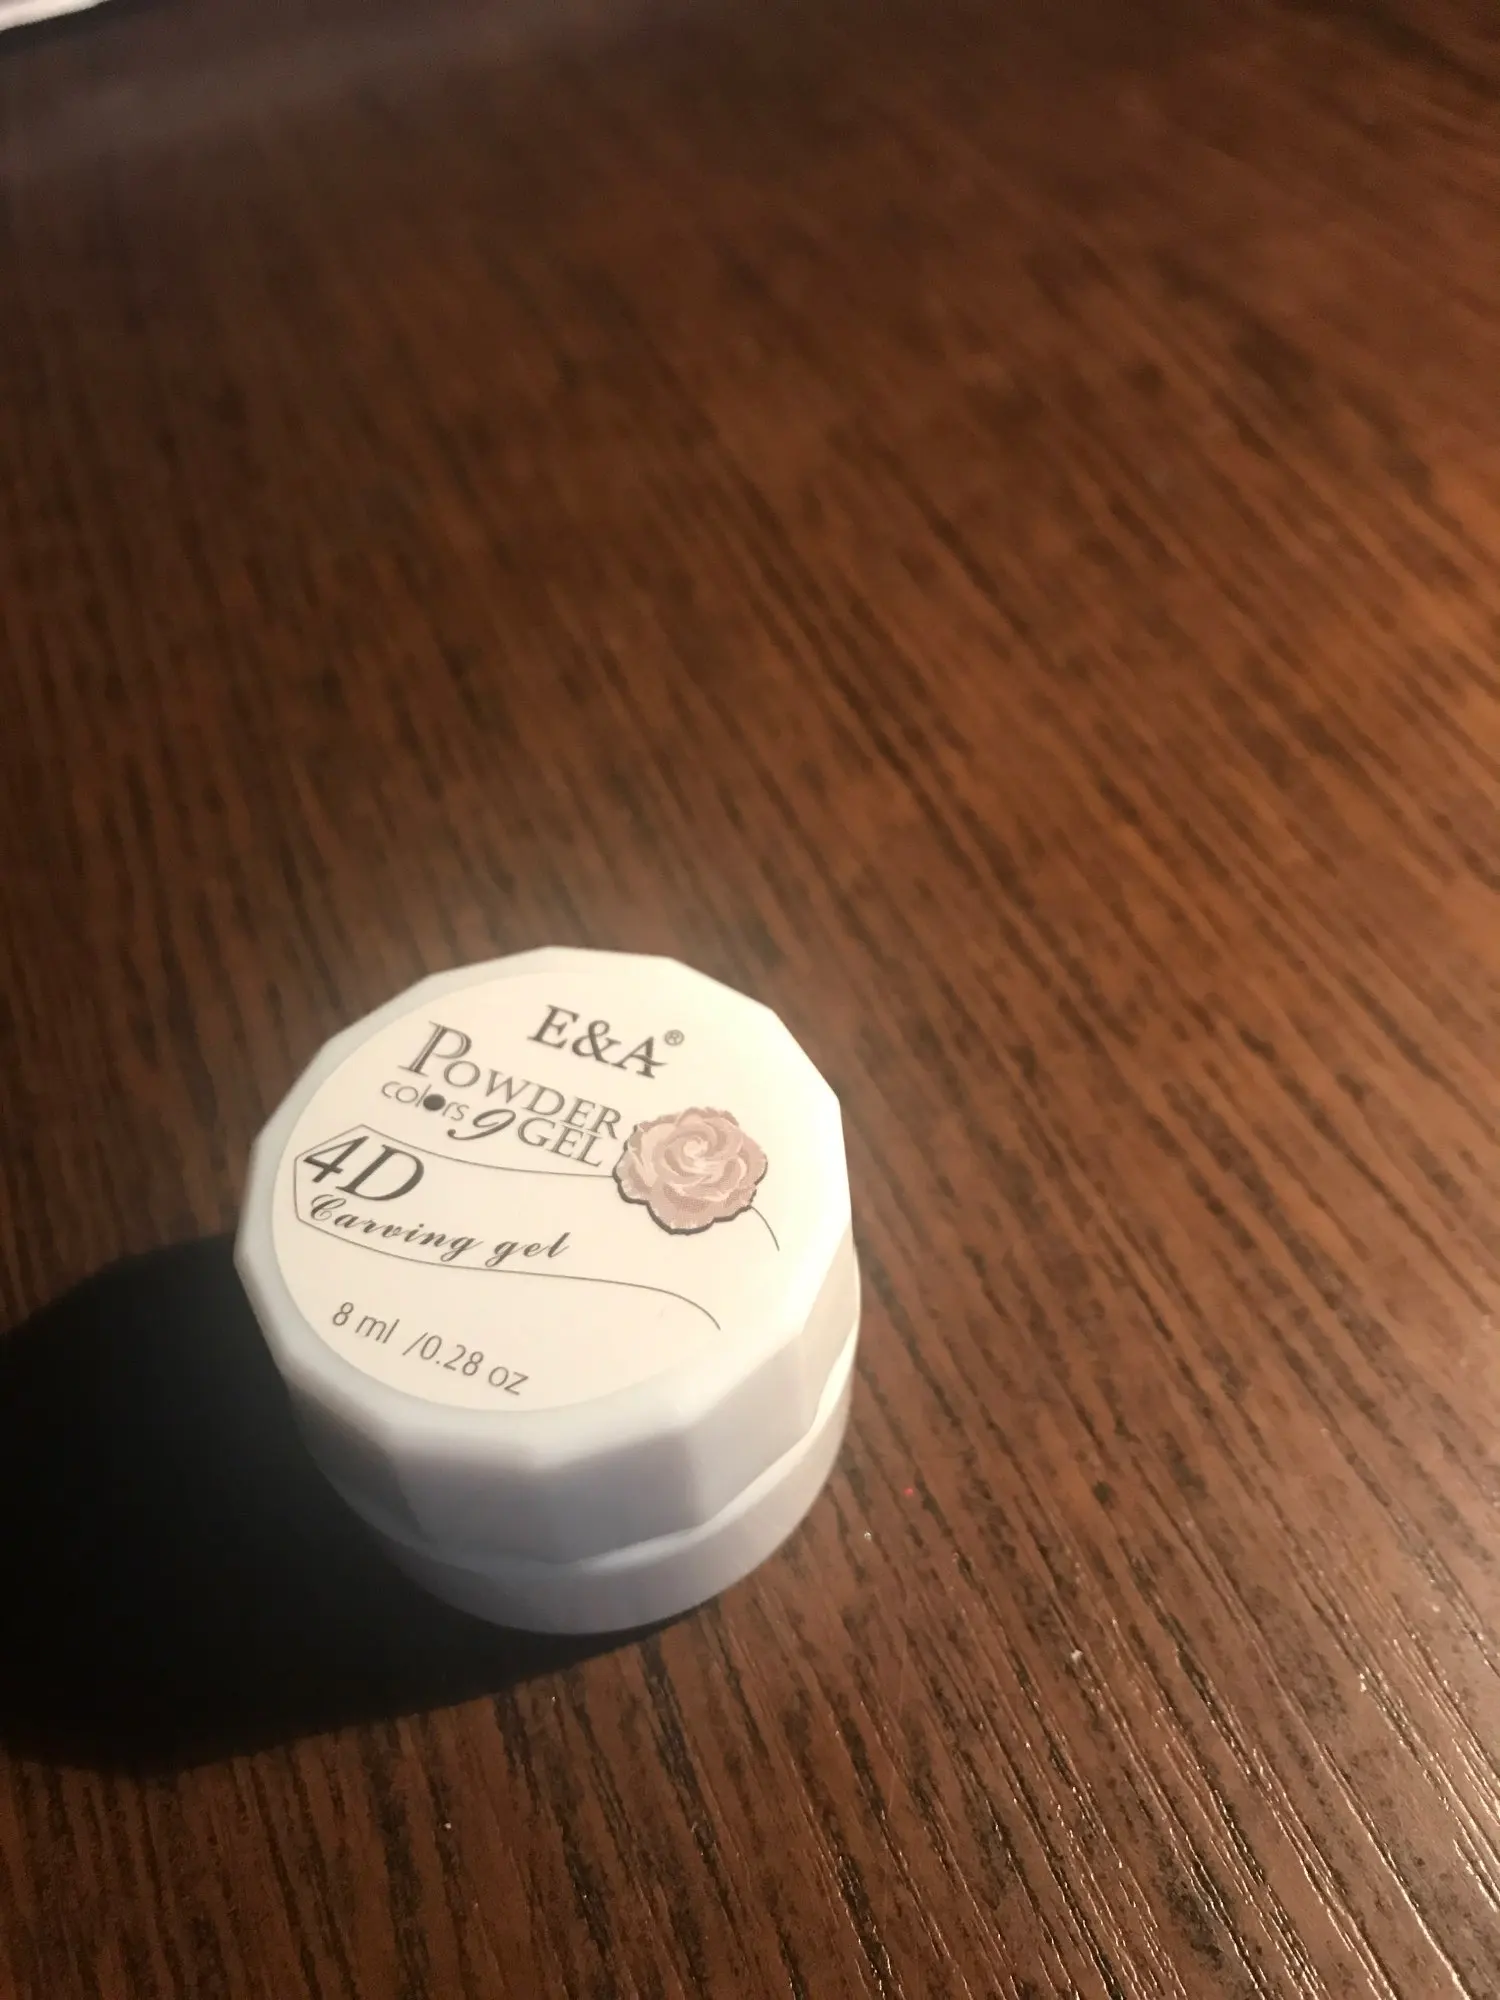 E&A®
POWDER
colors 9 GEL
4D
Carving gel
8 ml /0.28 oz